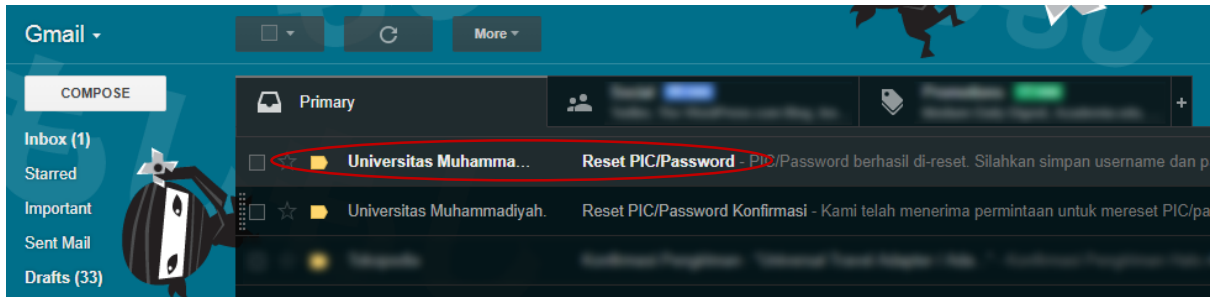 Gmail
More
COMPOSE
Primary
Inbox (1)
Universitas Muhamma... Reset PIC/Password - PIC/Password berhasil di-reset. Silahkan simpan username dan p
Starred
Important
Universitas Muhammadiyah. Reset PIC/Password Konfirmasi - Kami telah menerima permintaan untuk mereset PIC/pa
Sent Mail
Drafts (33)